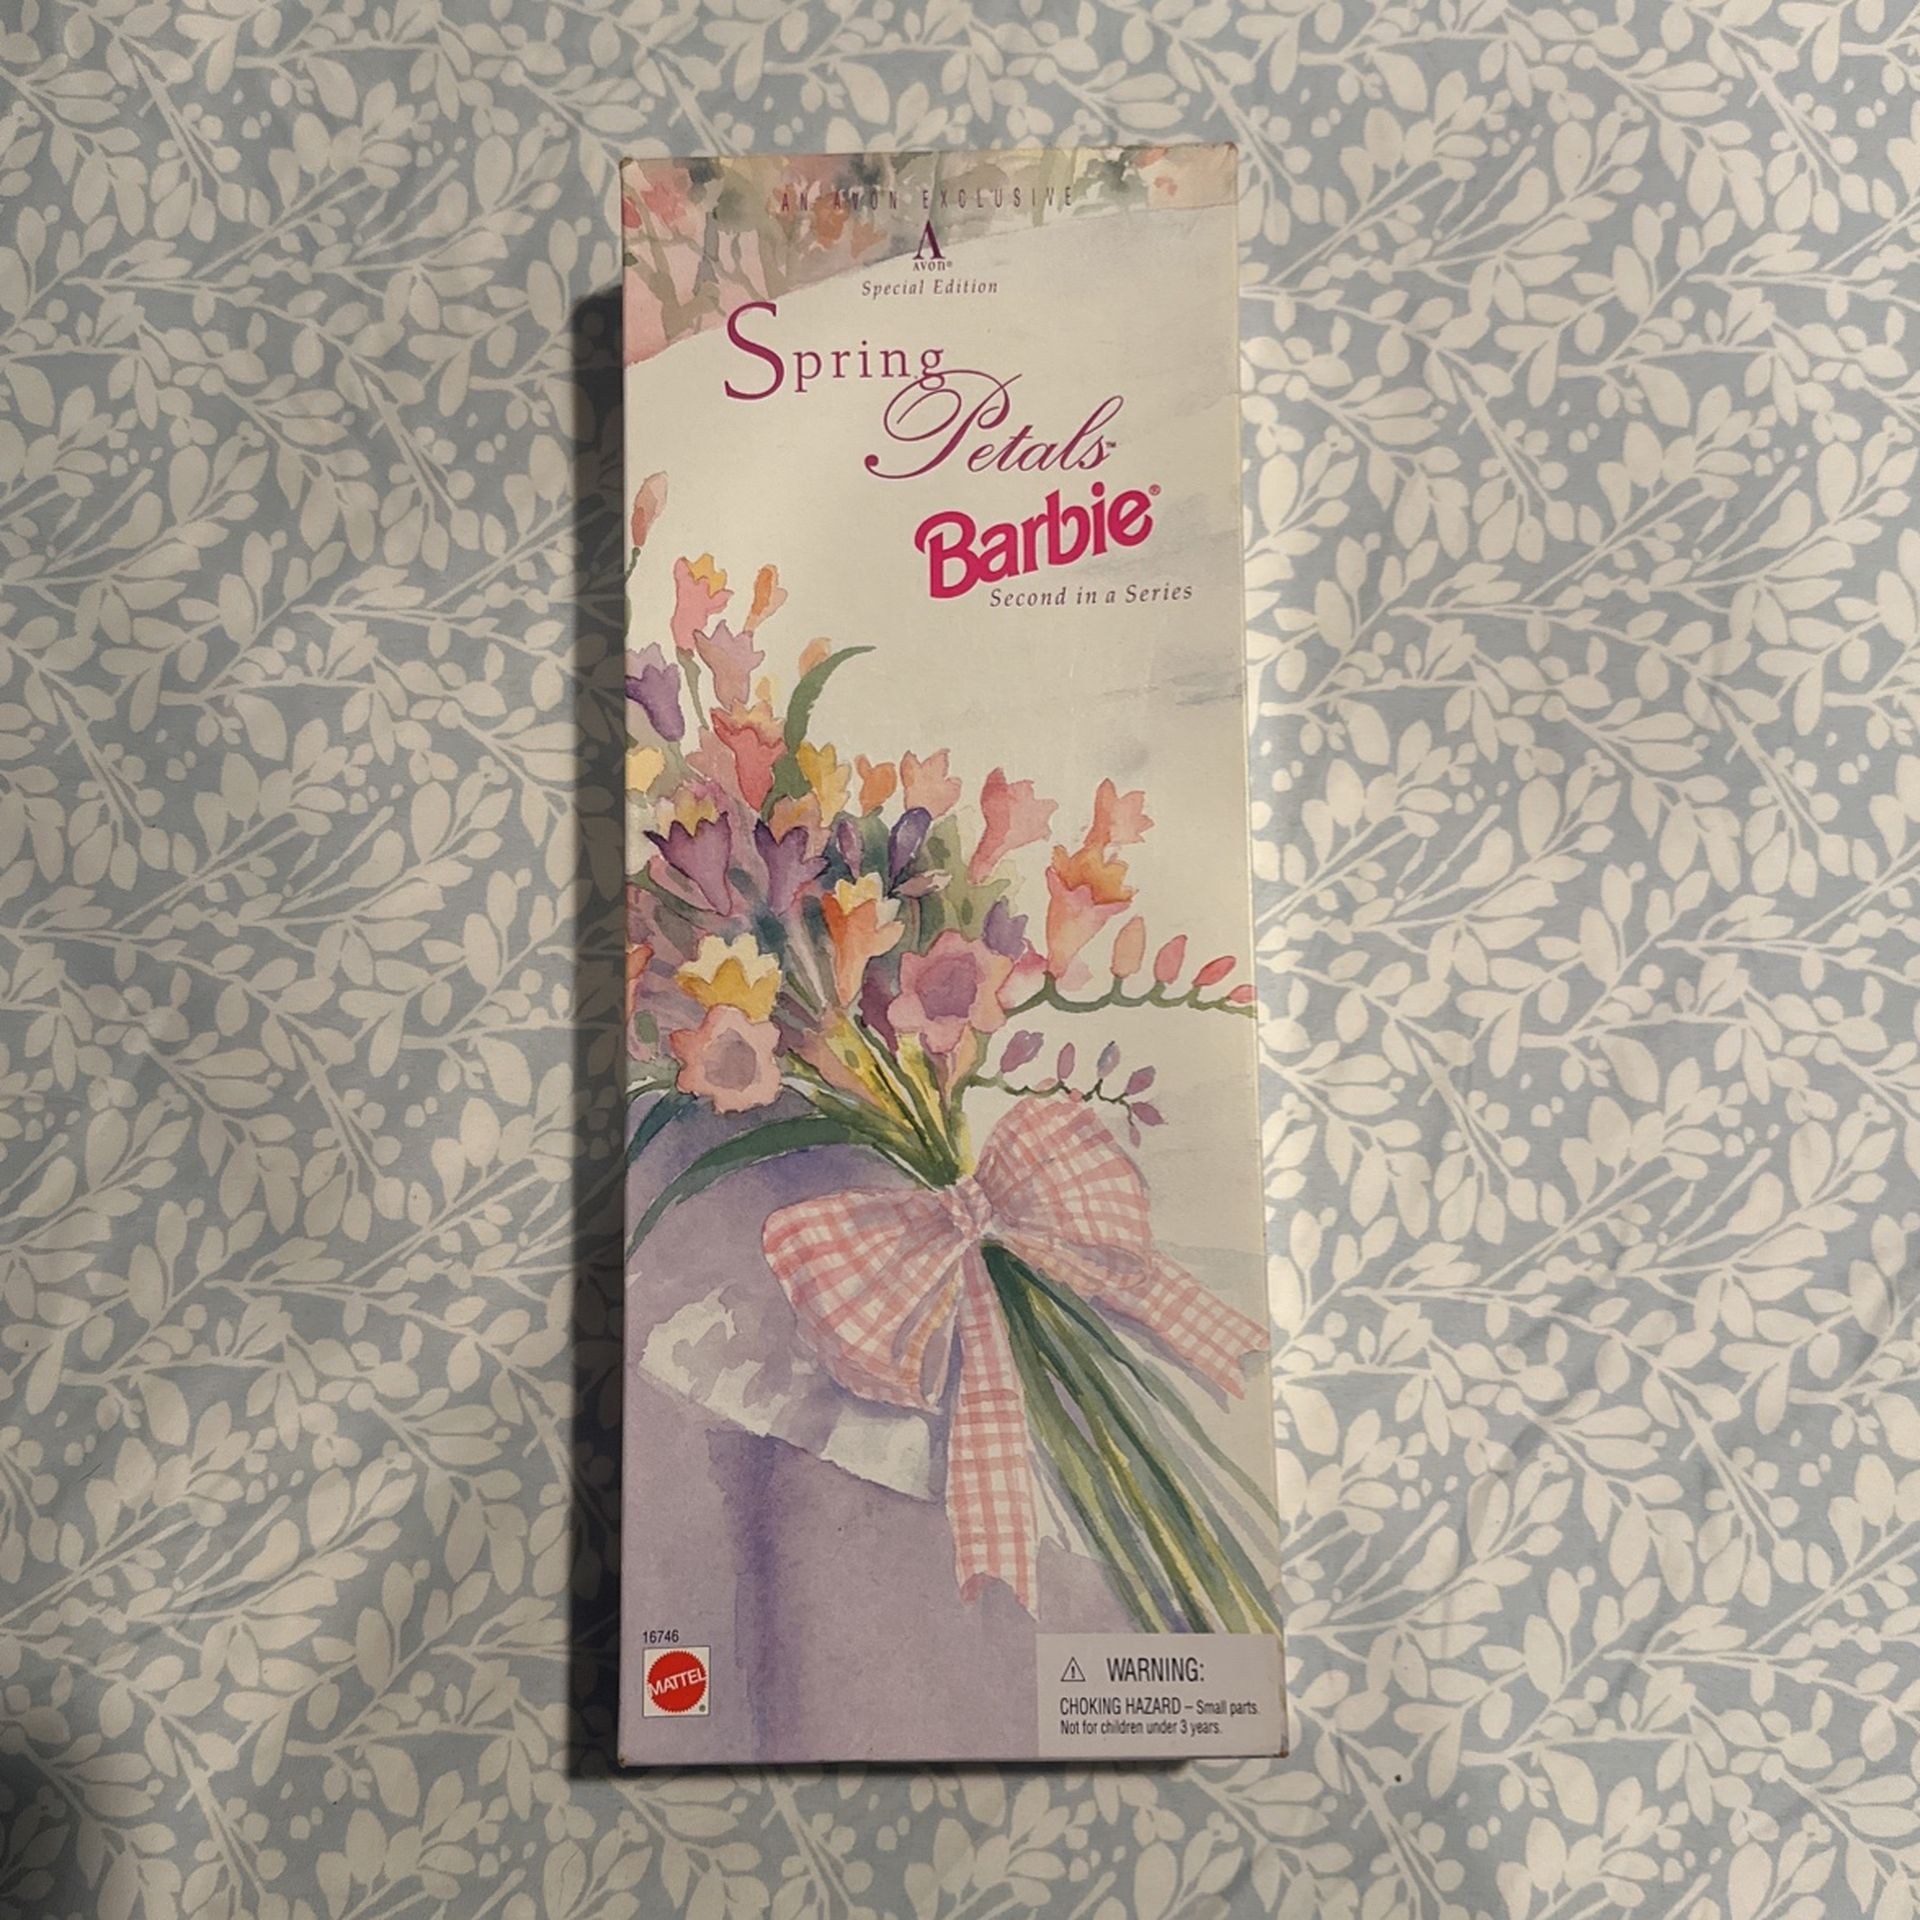 AN AVON EXCLUSIVE
A
AVON®
Special Edition
Spring
Petals™
Barbie®
Second in a Series
16746
MATTEL
®
⚠ WARNING:
CHOKING HAZARD – Small parts.
Not for children under 3 years.